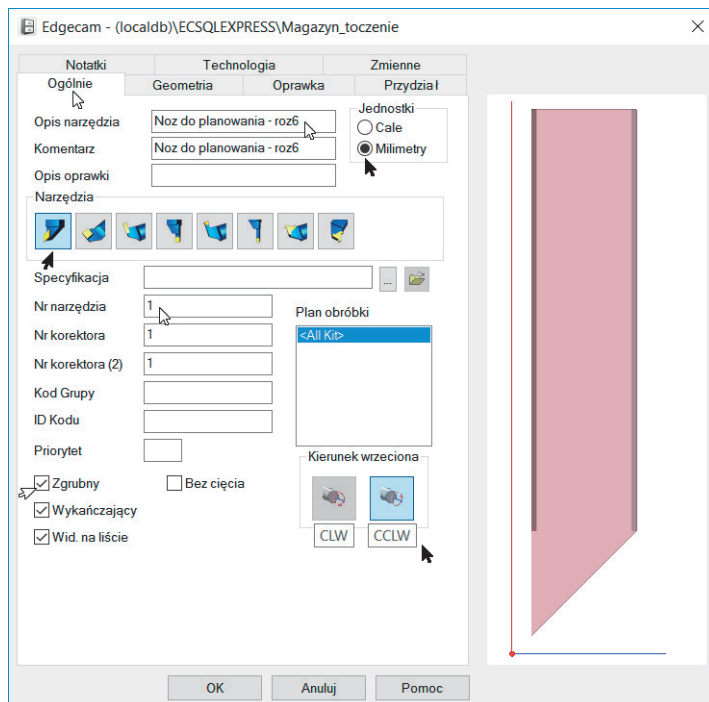 Edgecam - (localdb)\ECSQLEXPRESS\Magazyn_toczenie
Notatki Technologia Zmienne
Ogólnie Geometria Oprawka Przydział
Opis narzędzia Noz do planowania - roz6
Komentarz Noz do planowania - roz6
Opis oprawki
Jednostki
Cale
Milimetry
Narzędzia
Specyfikacja ...
Nr narzędzia 1
Nr korektora 1
Nr korektora (2) 1
Kod Grupy
ID Kodu
Priorytet
Plan obróbki
<All Kit>
Zgrubny Bez cięcia
Wykańczający
Wid. na liście
Kierunek wrzeciona
CLW CCLW
OK Anuluj Pomoc